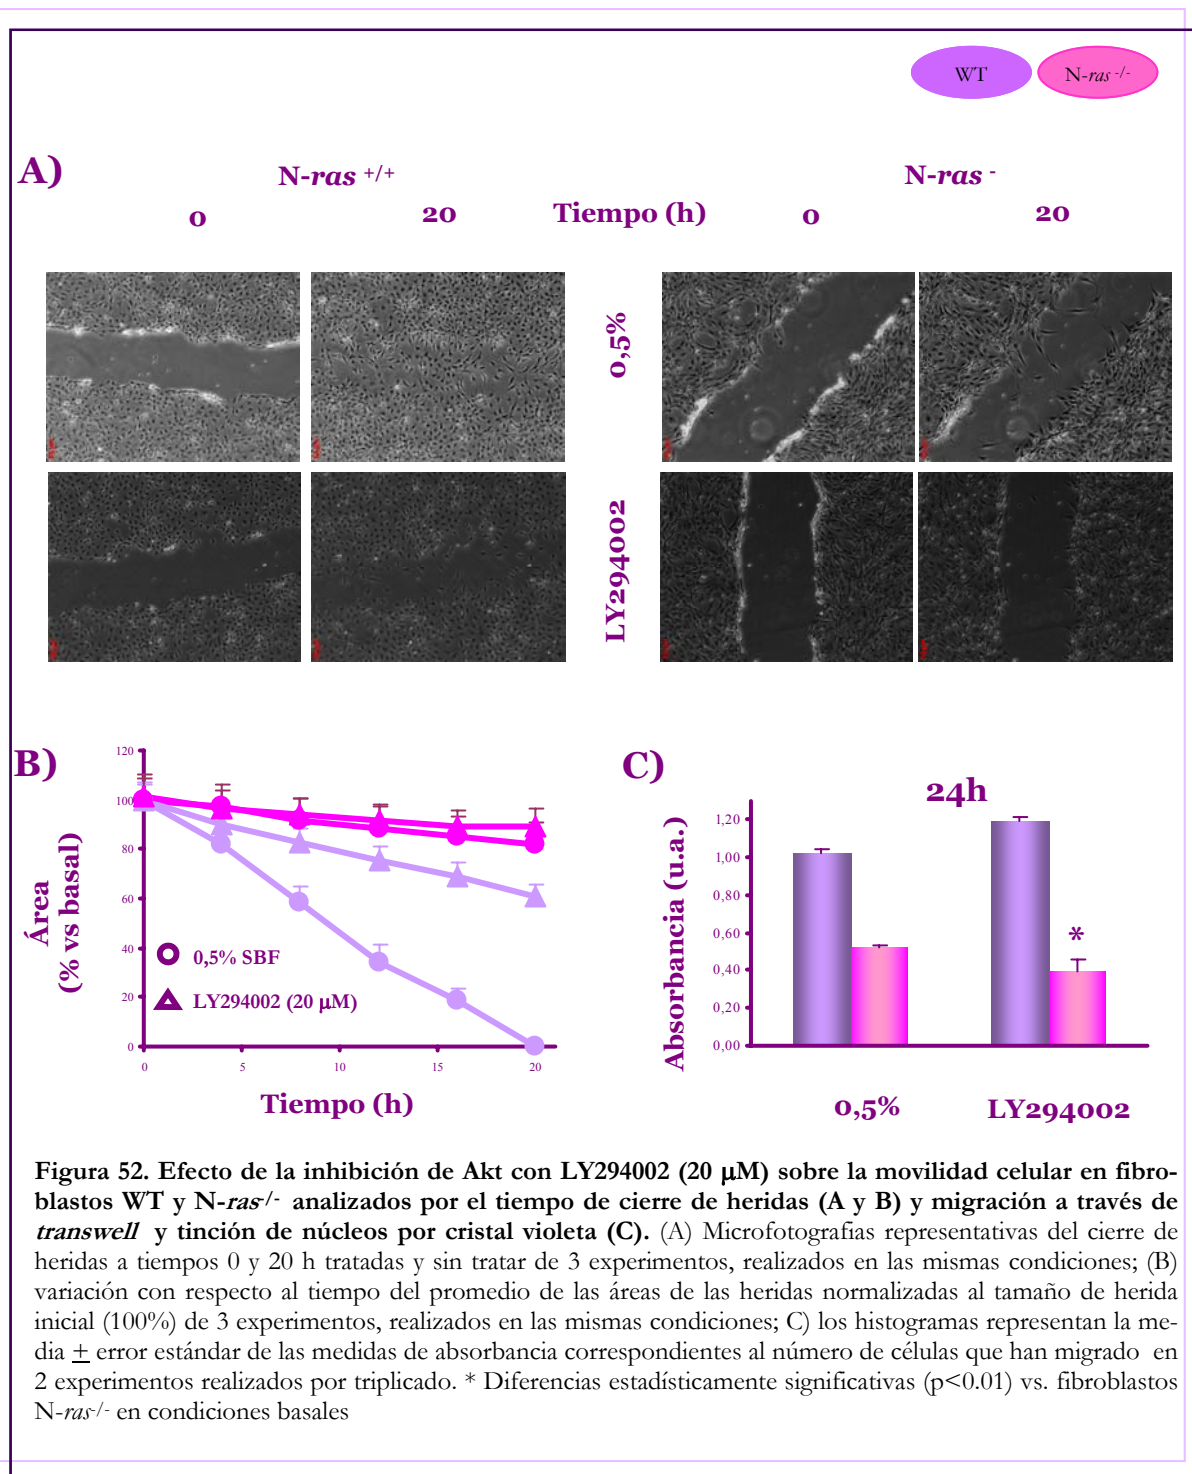 WT
N-ras -/-
A)
N-ras +/+
N-ras -
0
20
Tiempo (h)
0
20
0,5%
LY294002
B)
120
100
80
60
40
20
0
0
5
10
15
20
Área
(% vs basal)
0,5% SBF
LY294002 (20 µM)
Tiempo (h)
C)
24h
1,20
1,00
0,80
0,60
0,40
0,20
0,00
Absorbancia (u.a.)
*
0,5%
LY294002
Figura 52. Efecto de la inhibición de Akt con LY294002 (20 µM) sobre la movilidad celular en fibro-
blastos WT y N-ras-/- analizados por el tiempo de cierre de heridas (A y B) y migración a través de
transwell y tinción de núcleos por cristal violeta (C). (A) Microfotografias representativas del cierre de
heridas a tiempos 0 y 20 h tratadas y sin tratar de 3 experimentos, realizados en las mismas condiciones; (B)
variación con respecto al tiempo del promedio de las áreas de las heridas normalizadas al tamaño de herida
inicial (100%) de 3 experimentos, realizados en las mismas condiciones; C) los histogramas representan la me-
dia + error estándar de las medidas de absorbancia correspondientes al número de células que han migrado en
2 experimentos realizados por triplicado. * Diferencias estadísticamente significativas (p<0.01) vs. fibroblastos
N-ras-/- en condiciones basales